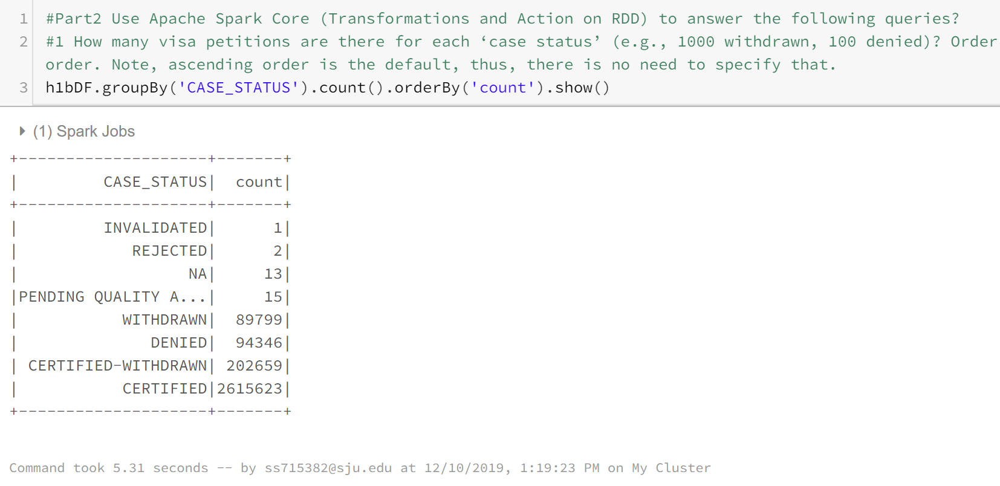 1 #Part2 Use Apache Spark Core (Transformations and Action on RDD) to answer the following queries?
2 #1 How many visa petitions are there for each ‘case status’ (e.g., 1000 withdrawn, 100 denied)? Order
order. Note, ascending order is the default, thus, there is no need to specify that.
3 h1bDF.groupBy('CASE_STATUS').count().orderBy('count').show()
(1) Spark Jobs
+--------------------+-------+
|         CASE_STATUS|  count|
+--------------------+-------+
|         INVALIDATED|      1|
|            REJECTED|      2|
|                  NA|     13|
|PENDING QUALITY A...|     15|
|           WITHDRAWN|  89799|
|              DENIED|  94346|
| CERTIFIED-WITHDRAWN| 202659|
|           CERTIFIED|2615623|
+--------------------+-------+
Command took 5.31 seconds -- by ss715382@sju.edu at 12/10/2019, 1:19:23 PM on My Cluster